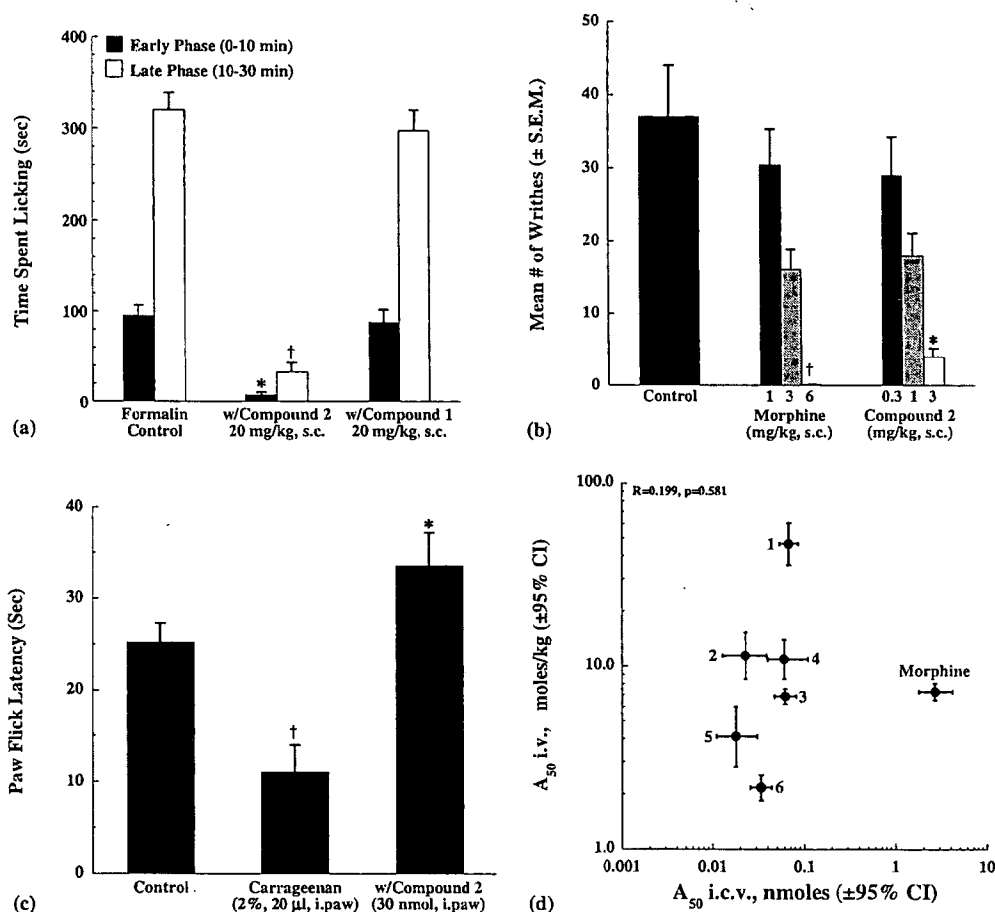 400
300
200
100
0
Time Spent Licking (sec)
Early Phase (0-10 min)
Late Phase (10-30 min)
*
†
Formalin Control
w/Compound 2 20 mg/kg, s.c.
w/Compound 1 20 mg/kg, s.c.
(a)
50
40
30
20
10
0
Mean # of Writhes (± S.E.M.)
†
*
Control
1 3 6
Morphine
(mg/kg, s.c.)
0.3 1 3
Compound 2
(mg/kg, s.c.)
(b)
40
30
20
10
0
Paw Flick Latency (Sec)
†
*
Control
Carrageenan
(2%, 20 µl, i.paw)
w/Compound 2
(30 nmol, i.paw)
(c)
100.0
10.0
1.0
A50 i.v., moles/kg (±95% CI)
R=0.199, p=0.581
1
2
4
3
Morphine
5
6
0.001 0.01 0.1 1 10
A50 i.c.v., nmoles (±95% CI)
(d)